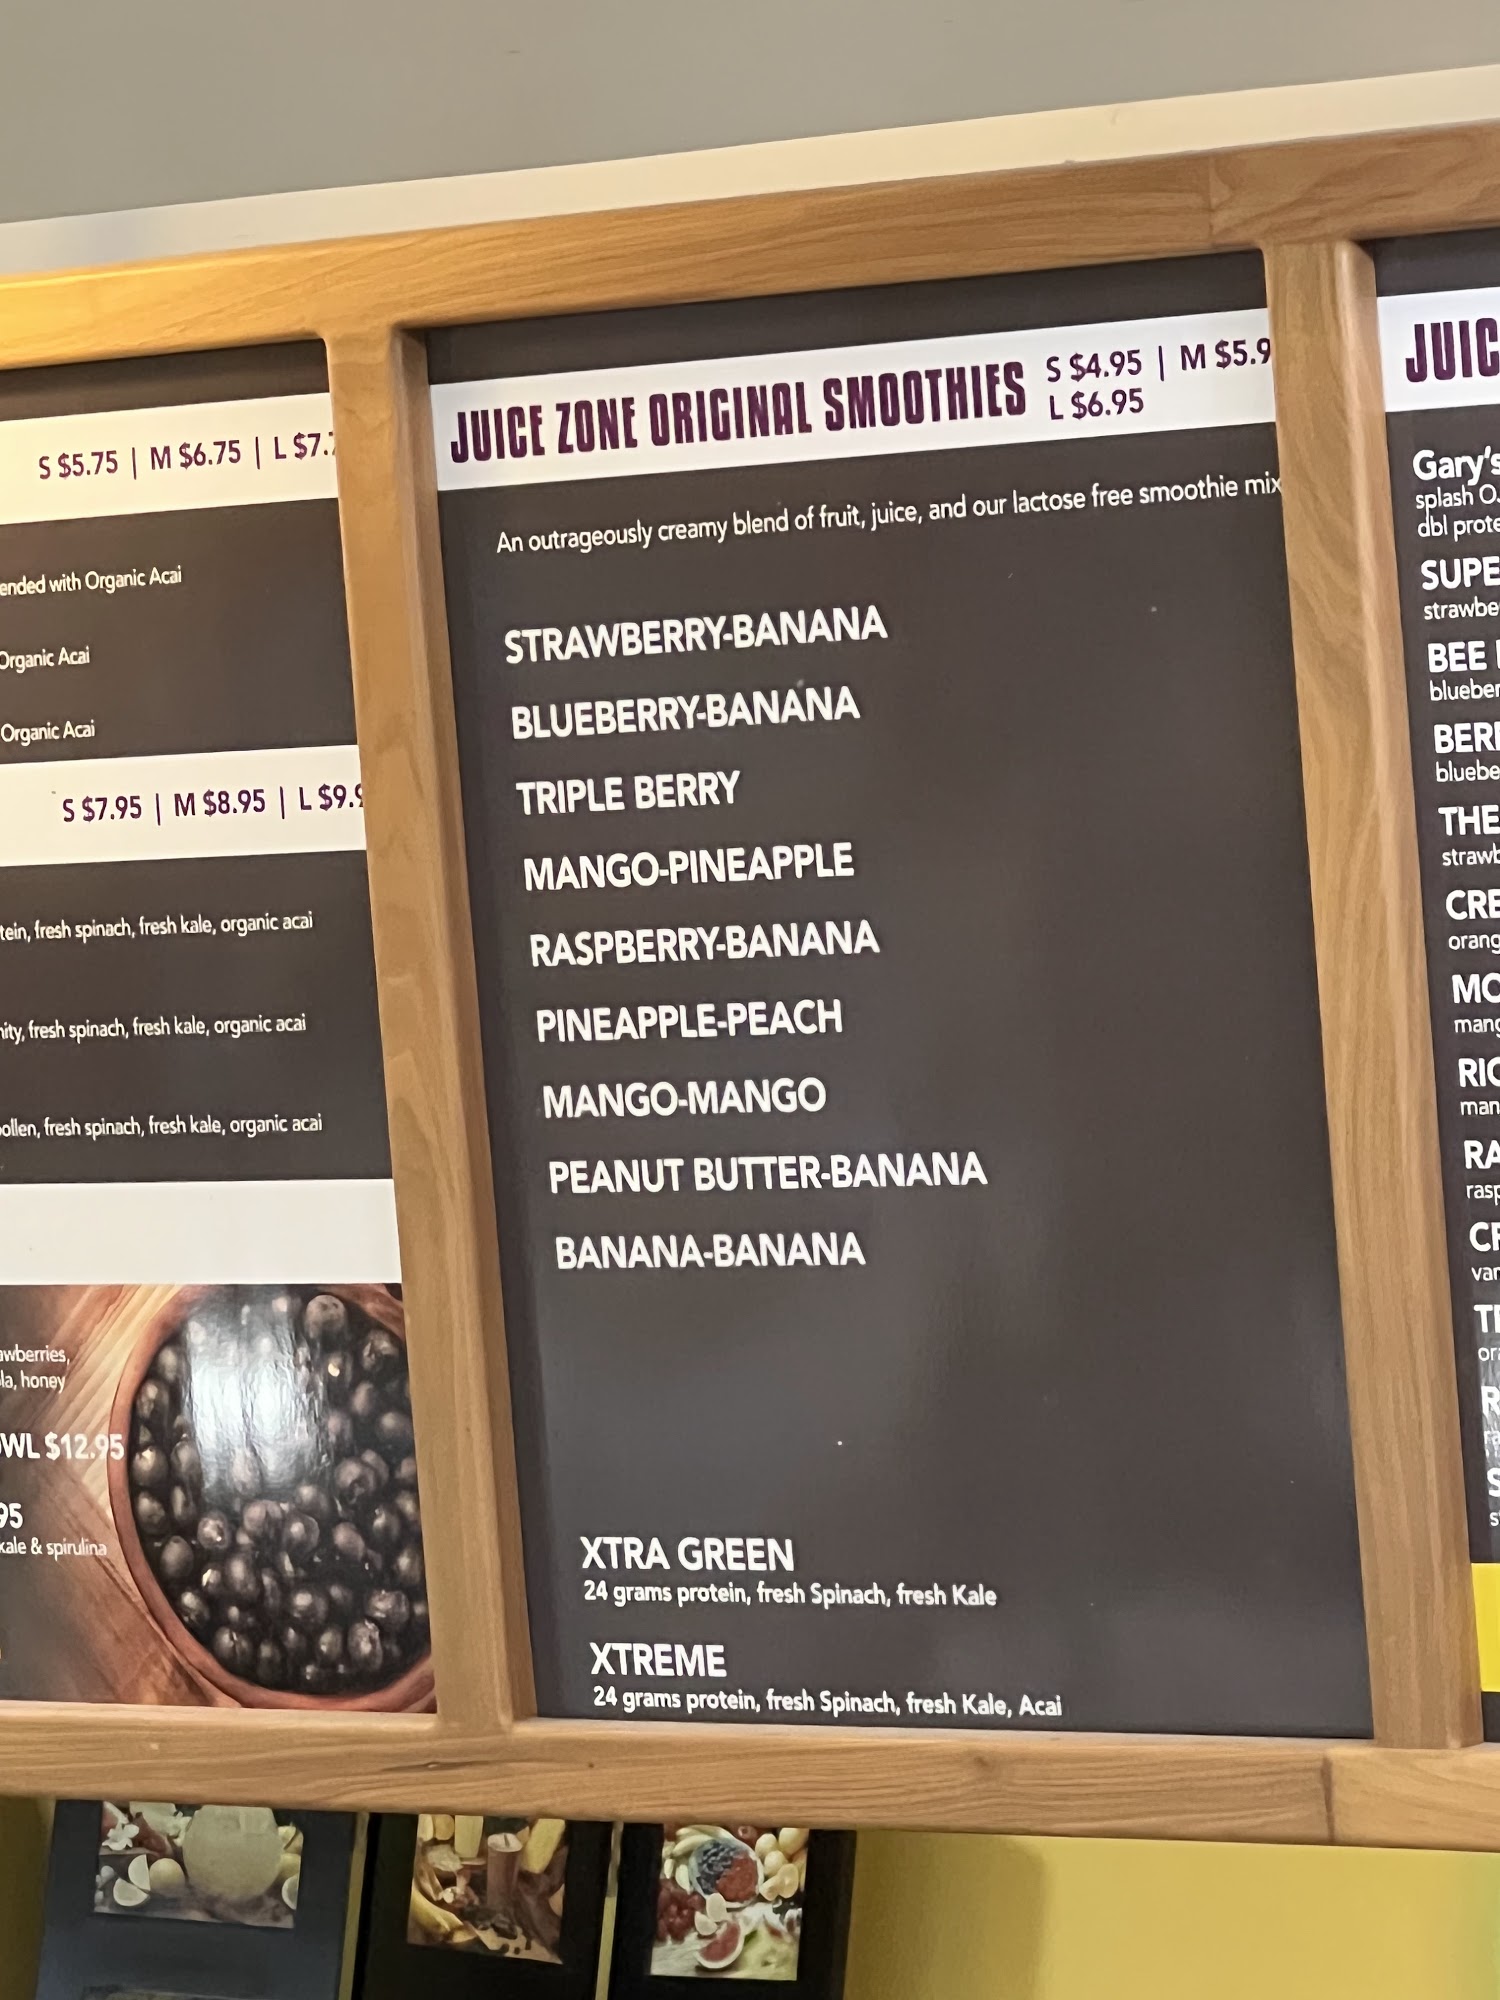 S $5.75 | M $6.75 | L $7.
ended with Organic Acai
Organic Acai
Organic Acai
S $7.95 | M $8.95 | L $9.9
tein, fresh spinach, fresh kale, organic acai
nity, fresh spinach, fresh kale, organic acai
ollen, fresh spinach, fresh kale, organic acai
awberries,
la, honey
WL $12.95
95
kale & spirulina
JUICE ZONE ORIGINAL SMOOTHIES
S $4.95 | M $5.9
L $6.95
An outrageously creamy blend of fruit, juice, and our lactose free smoothie mix
STRAWBERRY-BANANA
BLUEBERRY-BANANA
TRIPLE BERRY
MANGO-PINEAPPLE
RASPBERRY-BANANA
PINEAPPLE-PEACH
MANGO-MANGO
PEANUT BUTTER-BANANA
BANANA-BANANA
XTRA GREEN
24 grams protein, fresh Spinach, fresh Kale
XTREME
24 grams protein, fresh Spinach, fresh Kale, Acai
JUIC
Gary's
splash O
dbl prote
SUPE
strawbe
BEE
blueber
BER
bluebe
THE
strawb
CRE
orang
MO
mang
RIC
man
RA
rasp
CR
van
T
ora
R
ra
S
s